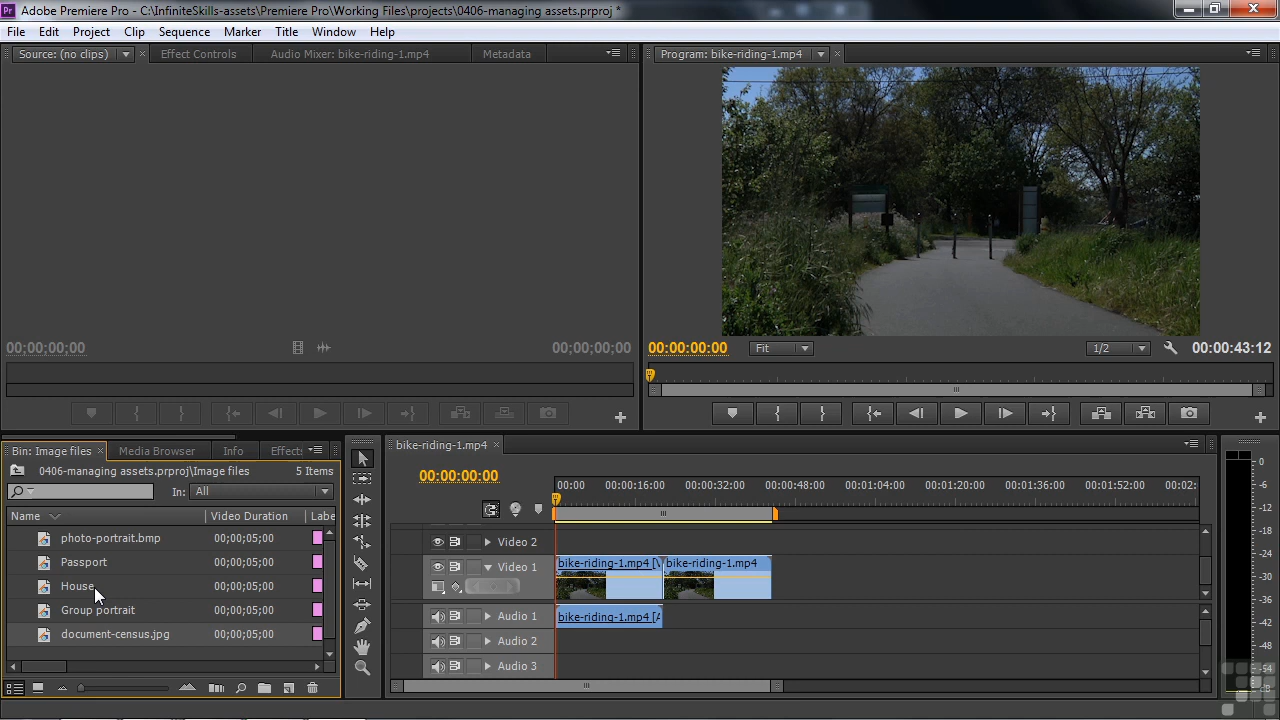 Pr Adobe Premiere Pro - C:\InfiniteSkills-assets\Premiere Pro\Working Files\projects\0406-managing assets.prproj *
File Edit Project Clip Sequence Marker Title Window Help
Source: (no clips) Effect Controls Audio Mixer: bike-riding-1.mp4 Metadata
Program: bike-riding-1.mp4
00;00;00;00 00;00;00;00
00:00:00:00 Fit 1/2 00:00:43:12
Bin: Image files Media Browser Info Effects
0406-managing assets.prproj\Image files 5 Items
In: All
Name Video Duration Labe
photo-portrait.bmp 00;00;05;00
Passport 00;00;05;00
House 00;00;05;00
Group portrait 00;00;05;00
document-census.jpg 00;00;05;00
bike-riding-1.mp4
00:00:00:00
00:00 00:00:16:00 00:00:32:00 00:00:48:00 00:01:04:00 00:01:20:00 00:01:36:00 00:01:52:00 00:02:
Video 2
Video 1 bike-riding-1.mp4 [V bike-riding-1.mp4
Audio 1 bike-riding-1.mp4 [A
Audio 2
Audio 3
0
-6
-12
-18
-24
-30
-36
-42
-48
-54
dB